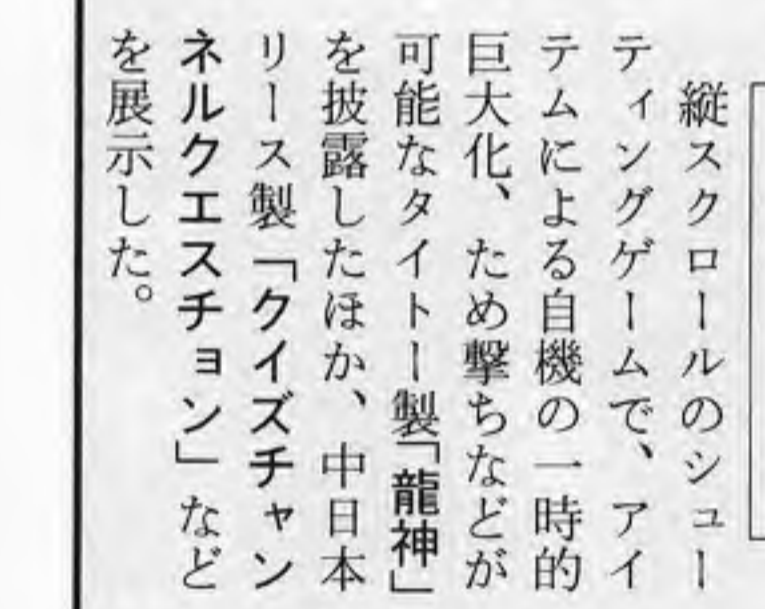 縦スクロールのシュー
ティングゲームで、アイ
テムによる自機の一時的
巨大化、ため撃ちなどが
可能なタイトー製「龍神」
を披露したほか、中日本
リース製「クイズチャン
ネルクエスチョン」など
を展示した。